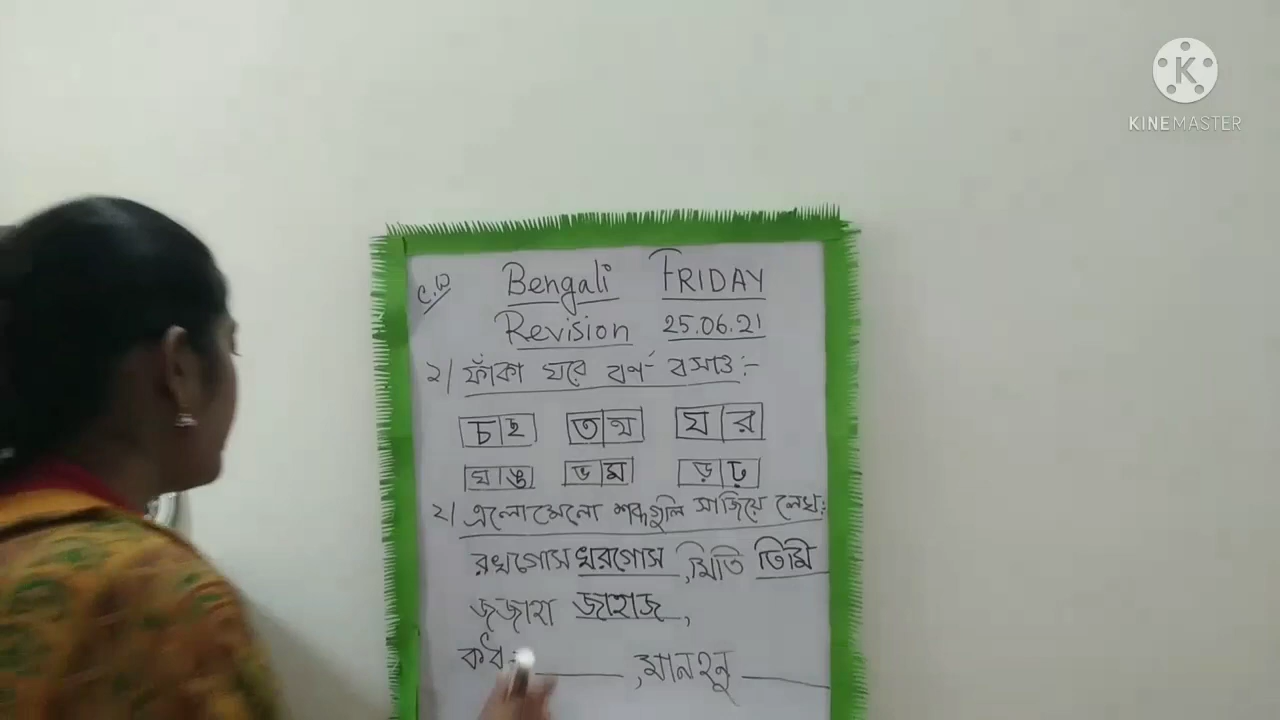 KINEMASTER
C.W Bengali FRIDAY
Revision 25.06.21
১| ফাঁকা ঘরে বর্ণ বসাও:-
চ ছ ত থ য র
ঘ ঙ ভ ম ড় ঢ়
২| এলোমেলো শব্দগুলি সাজিয়ে লেখ:
রখগোস খরগোস , মিতি তিমি
জজাহা জাহাজ ,
, মানহনু